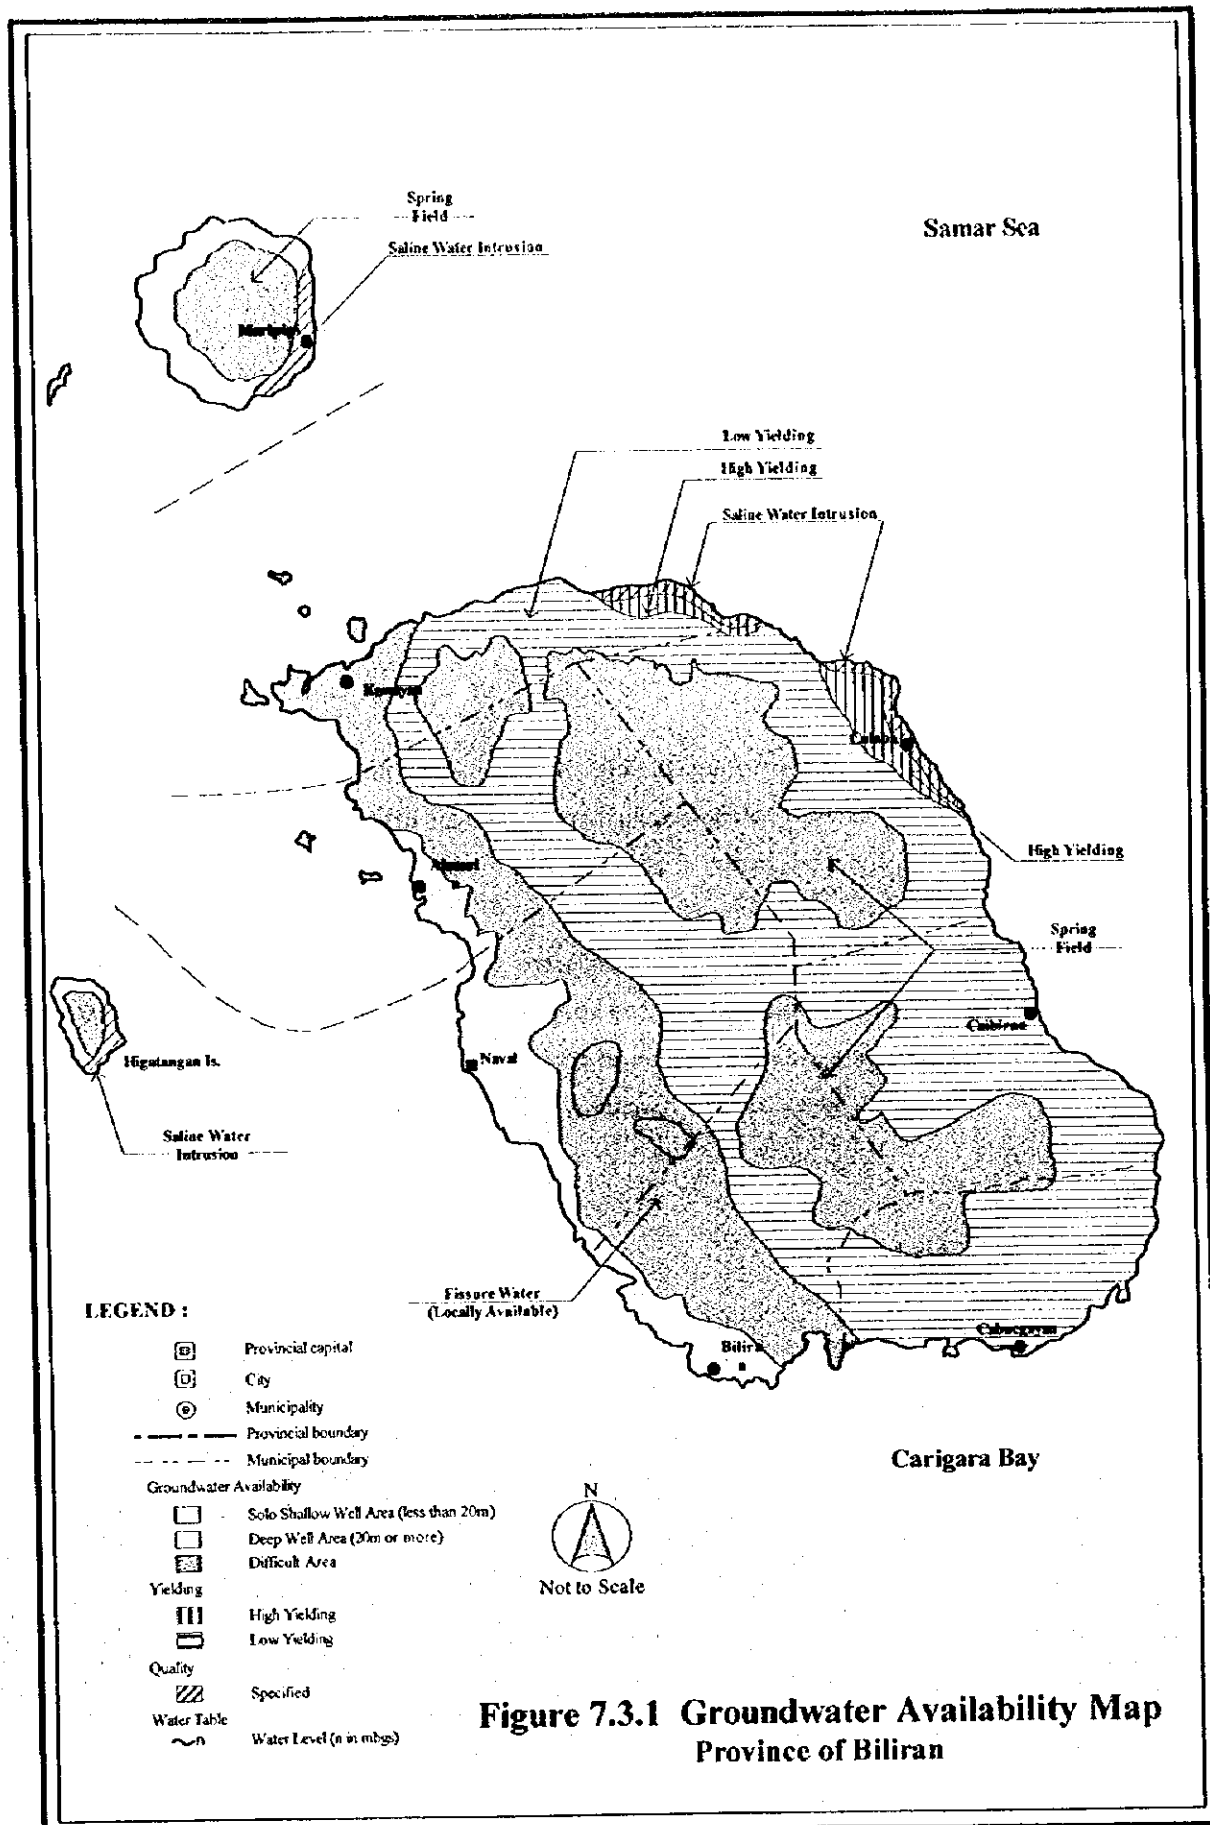 Spring
Field
Samar Sea
Saline Water Intrusion
Low Yielding
High Yielding
Saline Water Intrusion
High Yielding
Spring
Field
Caibiran
Higatangan Is.
Naval
Saline Water
Intrusion
Fissure Water
(Locally Available)
LEGEND :
Provincial capital
City
Municipality
Provincial boundary
Municipal boundary
Groundwater Availability
Solo Shallow Well Area (less than 20m)
Deep Well Area (20m or more)
Difficult Area
Yielding
High Yielding
Low Yielding
Quality
Specified
Water Table
n
Water Level (n in mbgs)
Cabucgayan
Carigara Bay
N
Not to Scale
Figure 7.3.1 Groundwater Availability Map
Province of Biliran